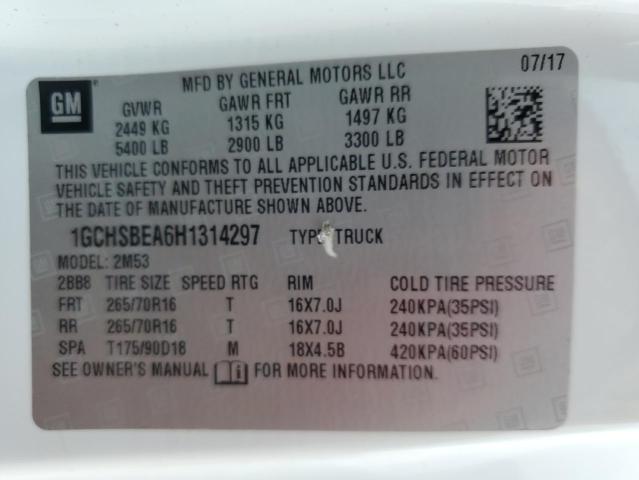 GM
MFD BY GENERAL MOTORS LLC 07/17
GVWR GAWR FRT GAWR RR
2449 KG 1315 KG 1497 KG
5400 LB 2900 LB 3300 LB
THIS VEHICLE CONFORMS TO ALL APPLICABLE U.S. FEDERAL MOTOR
VEHICLE SAFETY AND THEFT PREVENTION STANDARDS IN EFFECT ON
THE DATE OF MANUFACTURE SHOWN ABOVE.
1GCHSBEA6H1314297 TYPE TRUCK
MODEL: 2M53
2BB8 TIRE SIZE SPEED RTG RIM COLD TIRE PRESSURE
FRT 265/70R16 T 16X7.0J 240KPA(35PSI)
RR 265/70R16 T 16X7.0J 240KPA(35PSI)
SPA T175/90D18 M 18X4.5B 420KPA(60PSI)
SEE OWNER'S MANUAL i FOR MORE INFORMATION